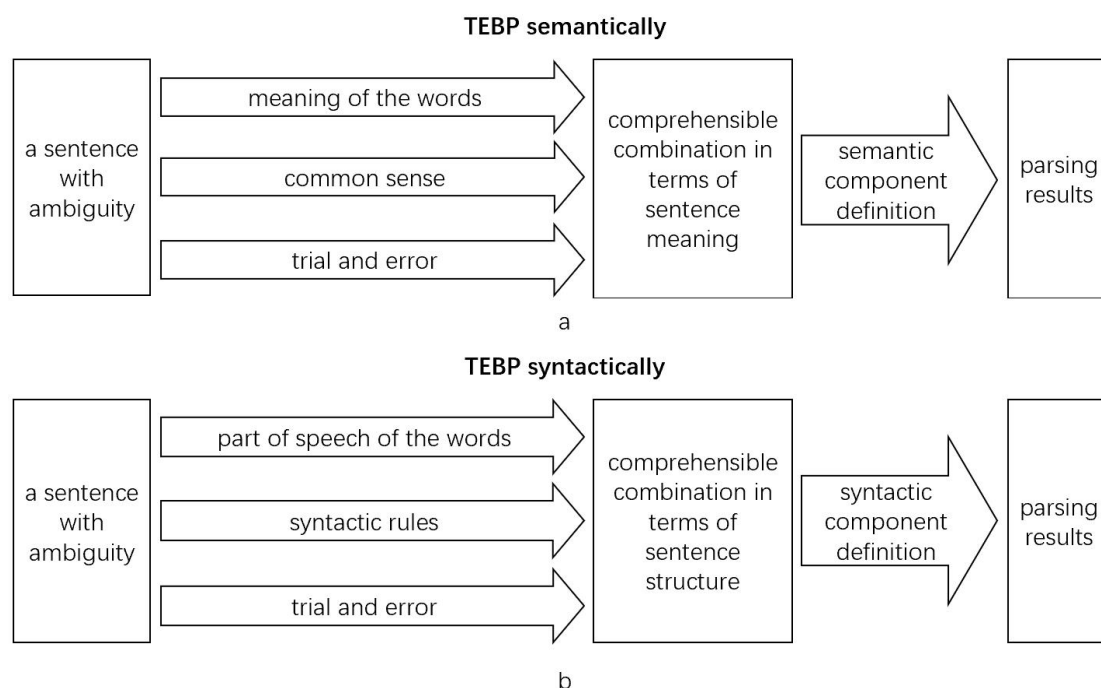 TEBP semantically
a sentence
with
ambiguity
meaning of the words
common sense
trial and error
comprehensible
combination in
terms of
sentence
meaning
semantic
component
definition
parsing
results
a
TEBP syntactically
a sentence
with
ambiguity
part of speech of the words
syntactic rules
trial and error
comprehensible
combination in
terms of
sentence
structure
syntactic
component
definition
parsing
results
b